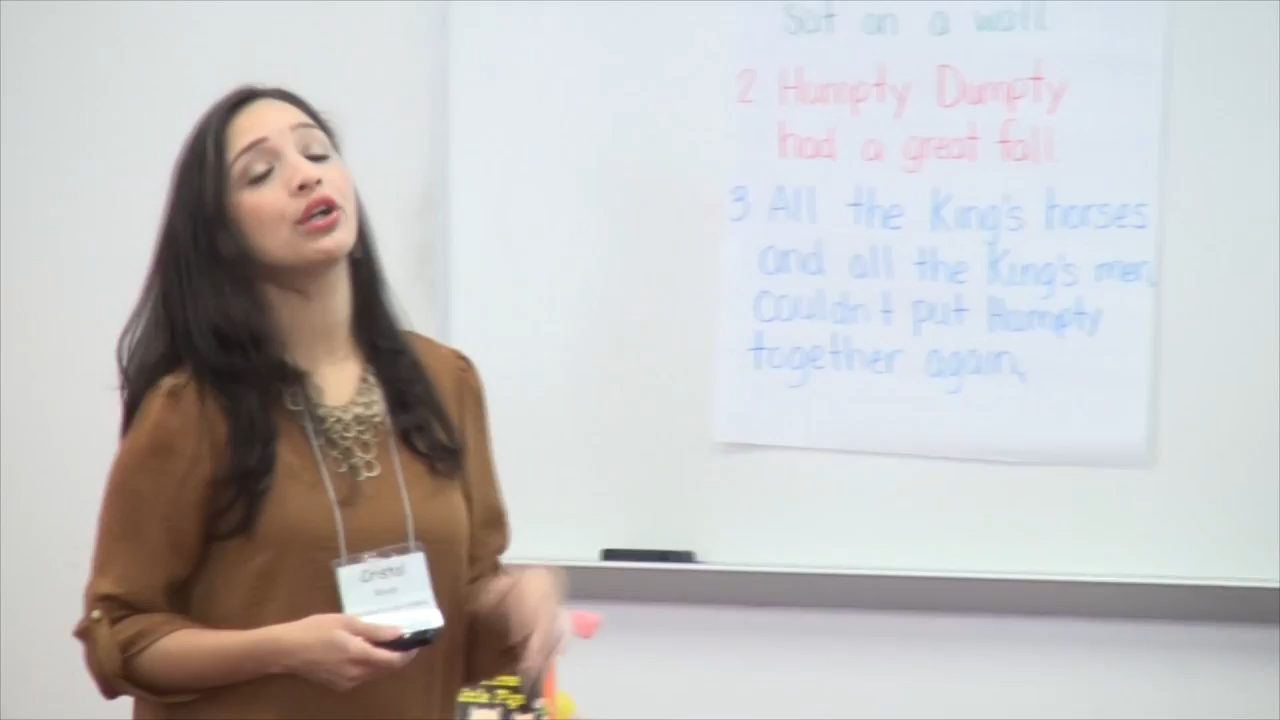 Sat on a wall
2 Humpty Dumpty
had a great fall
3 All the King's horses
and all the King's men,
couldn't put Humpty
together again,
Cristal